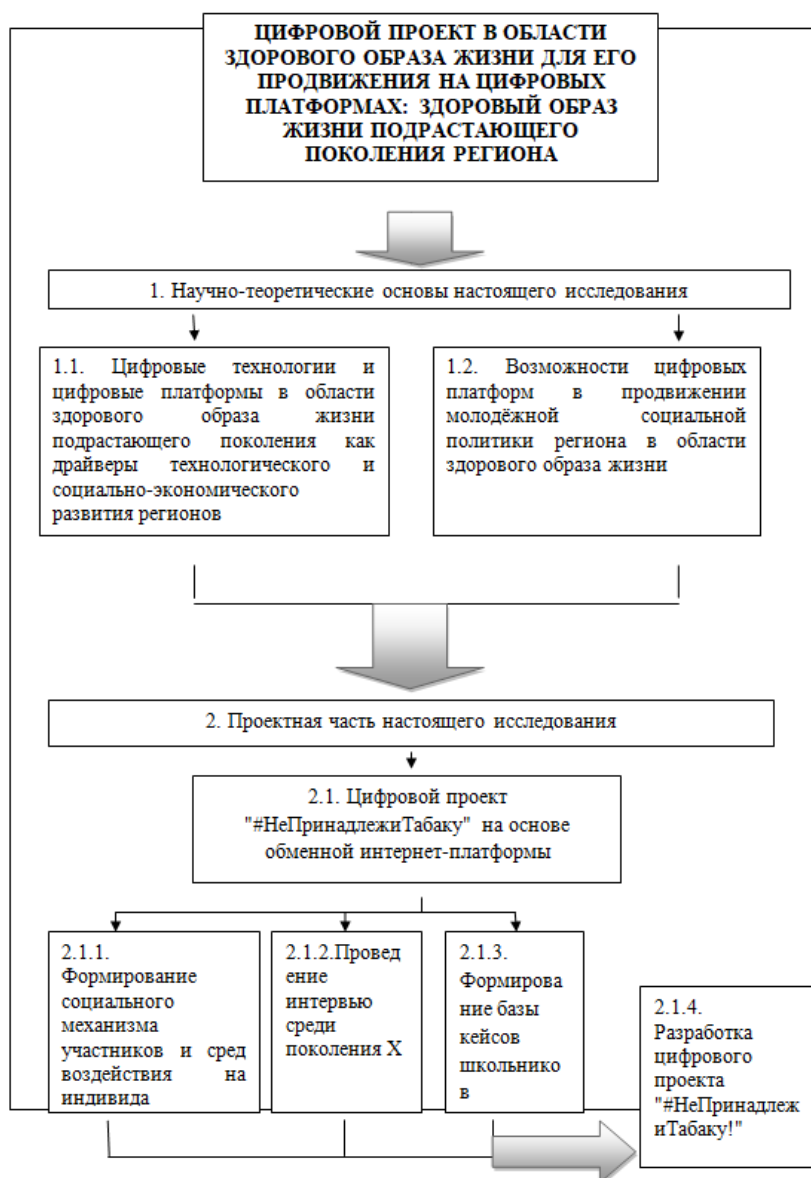 ЦИФРОВОЙ ПРОЕКТ В ОБЛАСТИ
ЗДОРОВОГО ОБРАЗА ЖИЗНИ ДЛЯ ЕГО
ПРОДВИЖЕНИЯ НА ЦИФРОВЫХ
ПЛАТФОРМАХ: ЗДОРОВЫЙ ОБРАЗ
ЖИЗНИ ПОДРАСТАЮЩЕГО
ПОКОЛЕНИЯ РЕГИОНА
1. Научно-теоретические основы настоящего исследования
1.1. Цифровые технологии и
цифровые платформы в области
здорового образа жизни
подрастающего поколения как
драйверы технологического и
социально-экономического
развития регионов
1.2. Возможности цифровых
платформ в продвижении
молодёжной социальной
политики региона в области
здорового образа жизни
2. Проектная часть настоящего исследования
2.1. Цифровой проект
"#НеПринадлежиТабаку" на основе
обменной интернет-платформы
2.1.1.
Формирование
социального
механизма
участников и сред
воздействия на
индивида
2.1.2.Провед
ение
интервью
среди
поколения X
2.1.3.
Формирова
ние базы
кейсов
школьнико
в
2.1.4.
Разработка
цифрового
проекта
"#НеПринадлеж
иТабаку!"